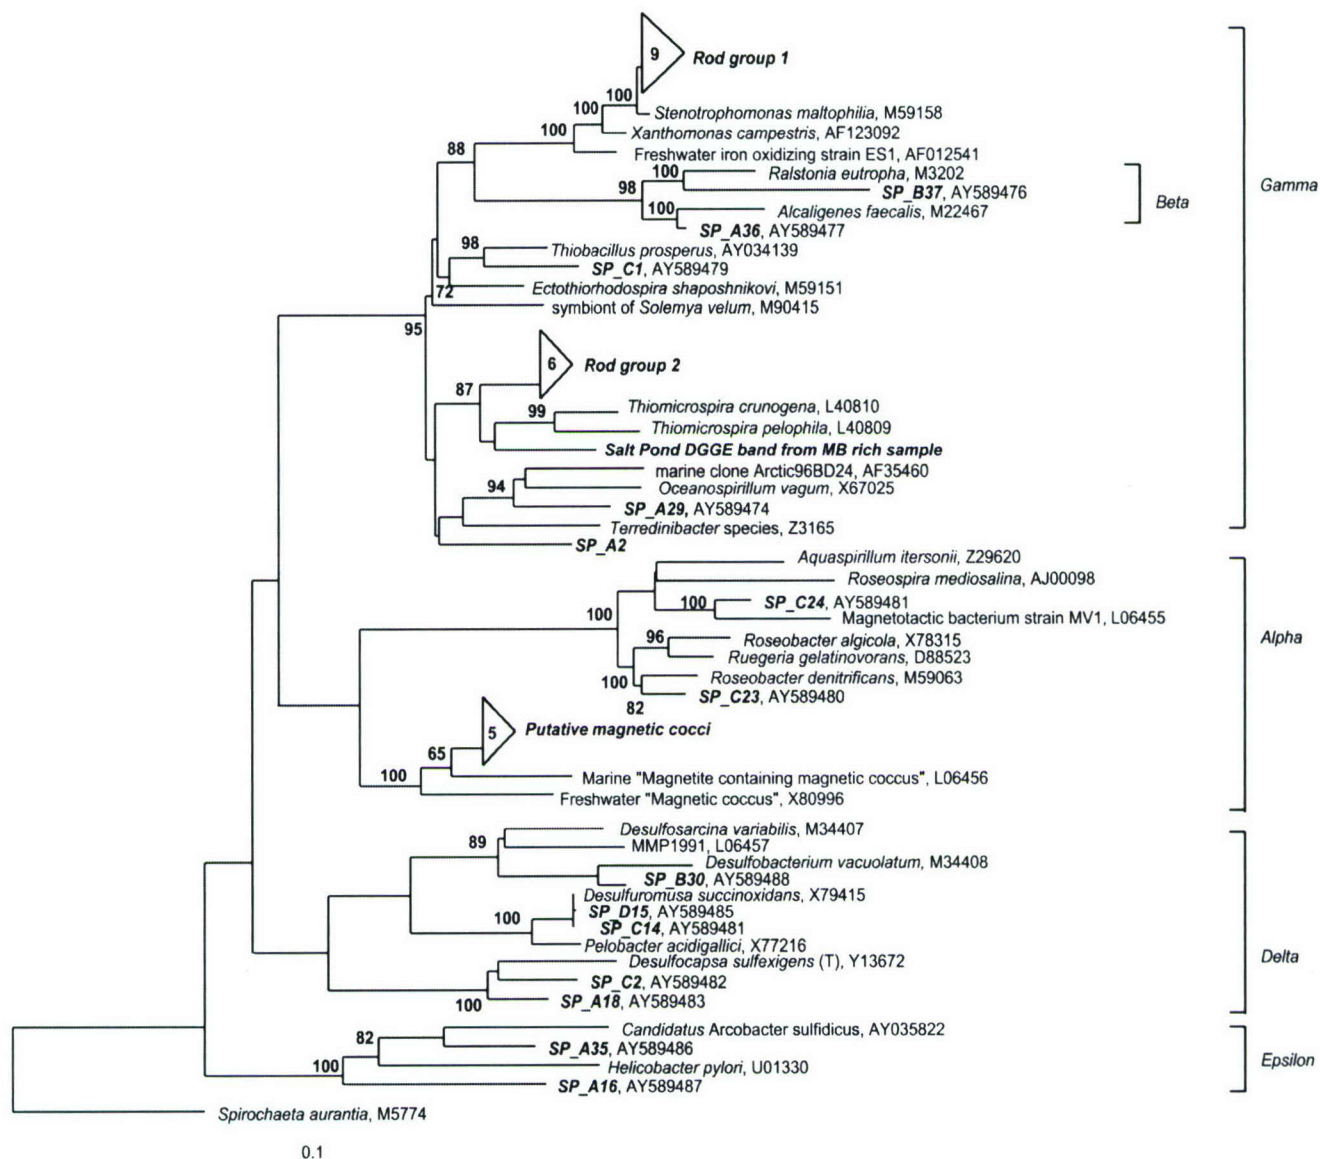 9
Rod group 1
100
Stenotrophomonas maltophilia, M59158
100
Xanthomonas campestris, AF123092
100
Freshwater iron oxidizing strain ES1, AF012541
88
100
Ralstonia eutropha, M3202
98
SP_B37, AY589476
Beta
Gamma
100
Alcaligenes faecalis, M22467
SP_A36, AY589477
98
Thiobacillus prosperus, AY034139
SP_C1, AY589479
72
Ectothiorhodospira shaposhnikovi, M59151
symbiont of Solemya velum, M90415
95
6
Rod group 2
87
99
Thiomicrospira crunogena, L40810
Thiomicrospira pelophila, L40809
Salt Pond DGGE band from MB rich sample
marine clone Arctic96BD24, AF35460
94
Oceanospirillum vagum, X67025
SP_A29, AY589474
Terredinibacter species, Z3165
SP_A2
Aquaspirillum itersonii, Z29620
Roseospira mediosalina, AJ00098
100
SP_C24, AY589481
100
Magnetotactic bacterium strain MV1, L06455
96
Roseobacter algicola, X78315
Alpha
Ruegeria gelatinovorans, D88523
100
Roseobacter denitrificans, M59063
SP_C23, AY589480
82
5
Putative magnetic cocci
65
100
Marine "Magnetite containing magnetic coccus", L06456
Freshwater "Magnetic coccus", X80996
Desulfosarcina variabilis, M34407
89
MMP1991, L06457
Desulfobacterium vacuolatum, M34408
SP_B30, AY589488
Desulfuromusa succinoxidans, X79415
100
SP_D15, AY589485
SP_C14, AY589481
Pelobacter acidigallici, X77216
Delta
Desulfocapsa sulfexigens (T), Y13672
SP_C2, AY589482
100
SP_A18, AY589483
Candidatus Arcobacter sulfidicus, AY035822
82
SP_A35, AY589486
Epsilon
100
Helicobacter pylori, U01330
SP_A16, AY589487
Spirochaeta aurantia, M5774
0.1